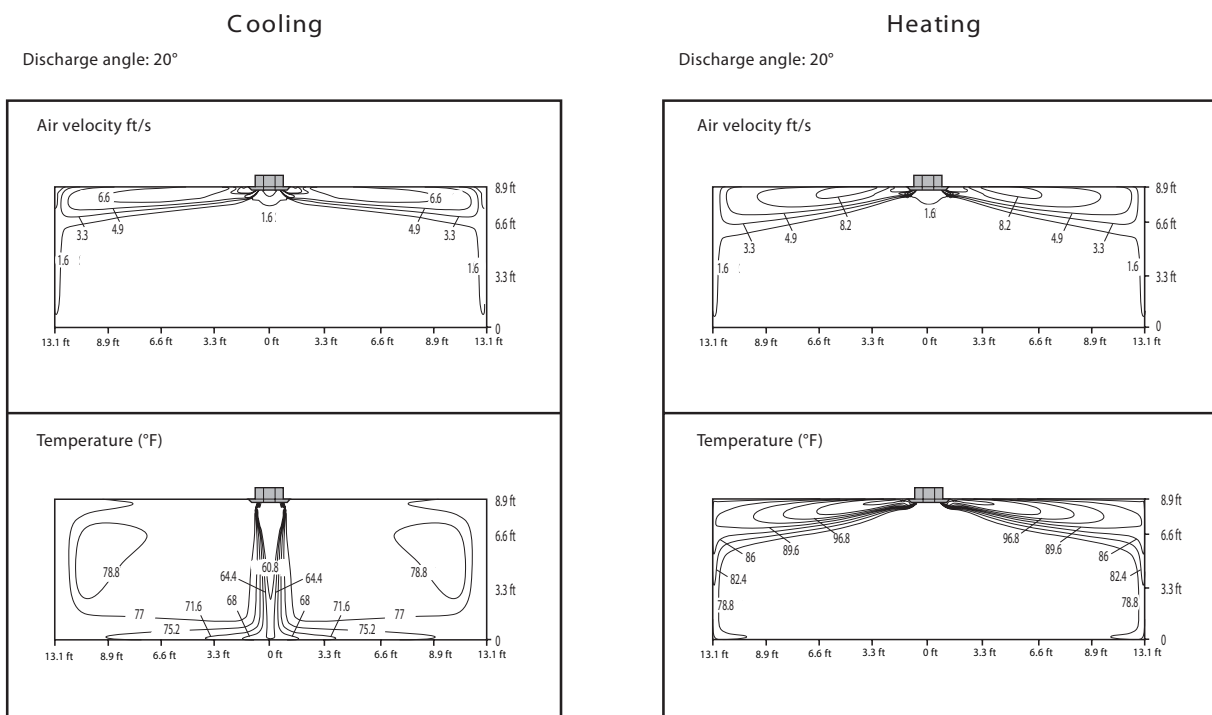 Cooling
Discharge angle: 20°
Air velocity ft/s
6.6 6.6
1.6
4.9 4.9
3.3 3.3
1.6 1.6
8.9 ft
6.6 ft
3.3 ft
0
13.1 ft 8.9 ft 6.6 ft 3.3 ft 0 ft 3.3 ft 6.6 ft 8.9 ft 13.1 ft
Temperature (°F)
78.8 78.8
60.8
64.4 64.4
71.6 68 68 71.6
77 77
75.2 75.2
8.9 ft
6.6 ft
3.3 ft
0
13.1 ft 8.9 ft 6.6 ft 3.3 ft 0 ft 3.3 ft 6.6 ft 8.9 ft 13.1 ft
Heating
Discharge angle: 20°
Air velocity ft/s
1.6
8.2 8.2
4.9 4.9
3.3 3.3
1.6 1.6
8.9 ft
6.6 ft
3.3 ft
0
13.1 ft 8.9 ft 6.6 ft 3.3 ft 0 ft 3.3 ft 6.6 ft 8.9 ft 13.1 ft
Temperature (°F)
96.8 96.8
89.6 89.6
86 86
82.4 82.4
78.8 78.8
8.9 ft
6.6 ft
3.3 ft
0
13.1 ft 8.9 ft 6.6 ft 3.3 ft 0 ft 3.3 ft 6.6 ft 8.9 ft 13.1 ft